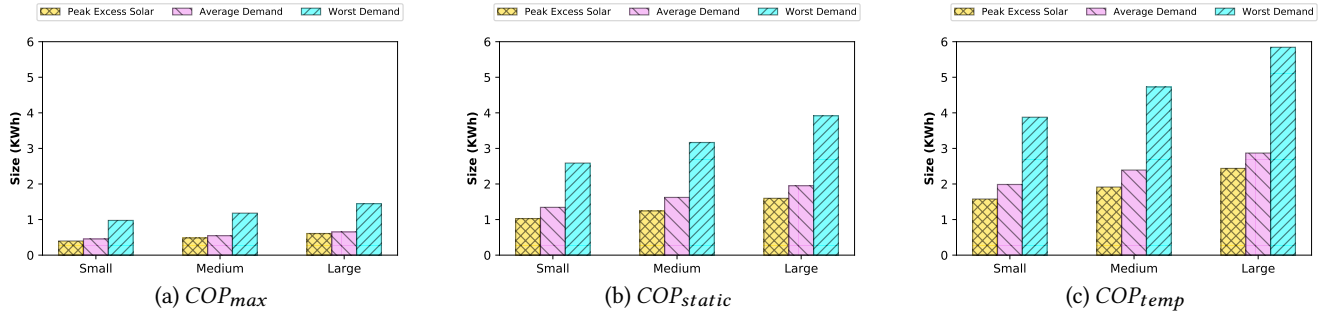 Peak Excess Solar Average Demand Worst Demand
6
5
4
3
2
1
0
Size (KWh)
Small Medium Large
(a) COPmax
Peak Excess Solar Average Demand Worst Demand
6
5
4
3
2
1
0
Size (KWh)
Small Medium Large
(b) COPstatic
Peak Excess Solar Average Demand Worst Demand
6
5
4
3
2
1
0
Size (KWh)
Small Medium Large
(c) COPtemp